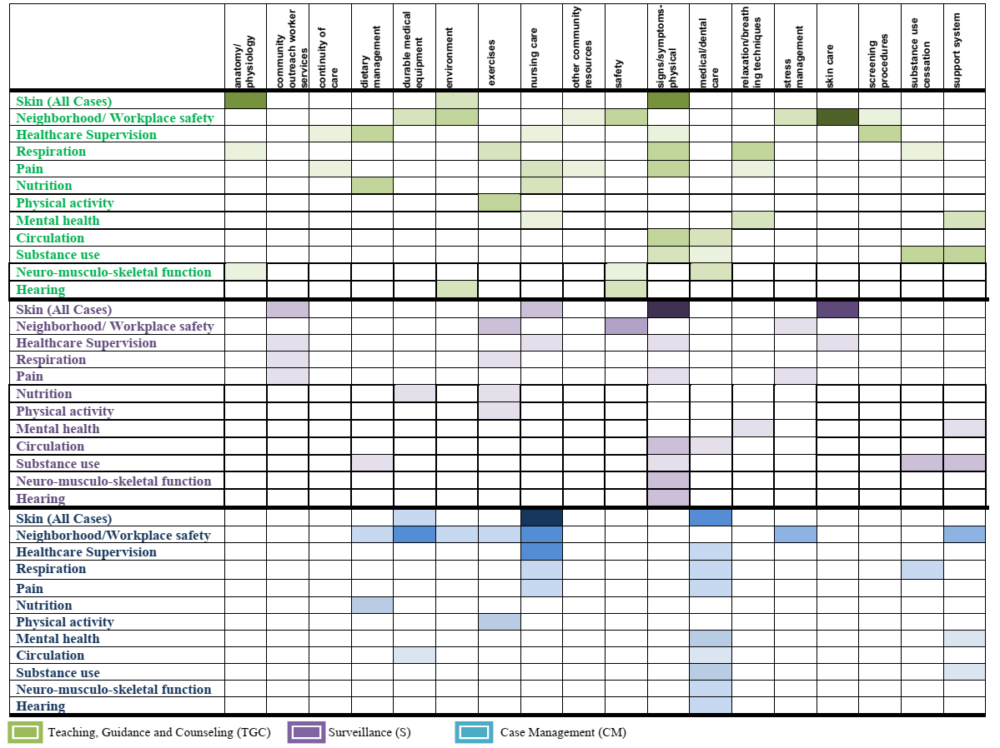 anatomy/
physiology
community
outreach worker
services
continuity of
care
dietary
management
durable medical
equipment
environment
exercises
nursing care
other community
resources
safety
signs/symptoms-
physical
medical/dental
care
relaxation/breath
ing techniques
stress
management
skin care
screening
procedures
substance use
cessation
support system
Skin (All Cases)
Neighborhood/ Workplace safety
Healthcare Supervision
Respiration
Pain
Nutrition
Physical activity
Mental health
Circulation
Substance use
Neuro-musculo-skeletal function
Hearing
Skin (All Cases)
Neighborhood/ Workplace safety
Healthcare Supervision
Respiration
Pain
Nutrition
Physical activity
Mental health
Circulation
Substance use
Neuro-musculo-skeletal function
Hearing
Skin (All Cases)
Neighborhood/Workplace safety
Healthcare Supervision
Respiration
Pain
Nutrition
Physical activity
Mental health
Circulation
Substance use
Neuro-musculo-skeletal function
Hearing
Teaching, Guidance and Counseling (TGC) Surveillance (S) Case Management (CM)